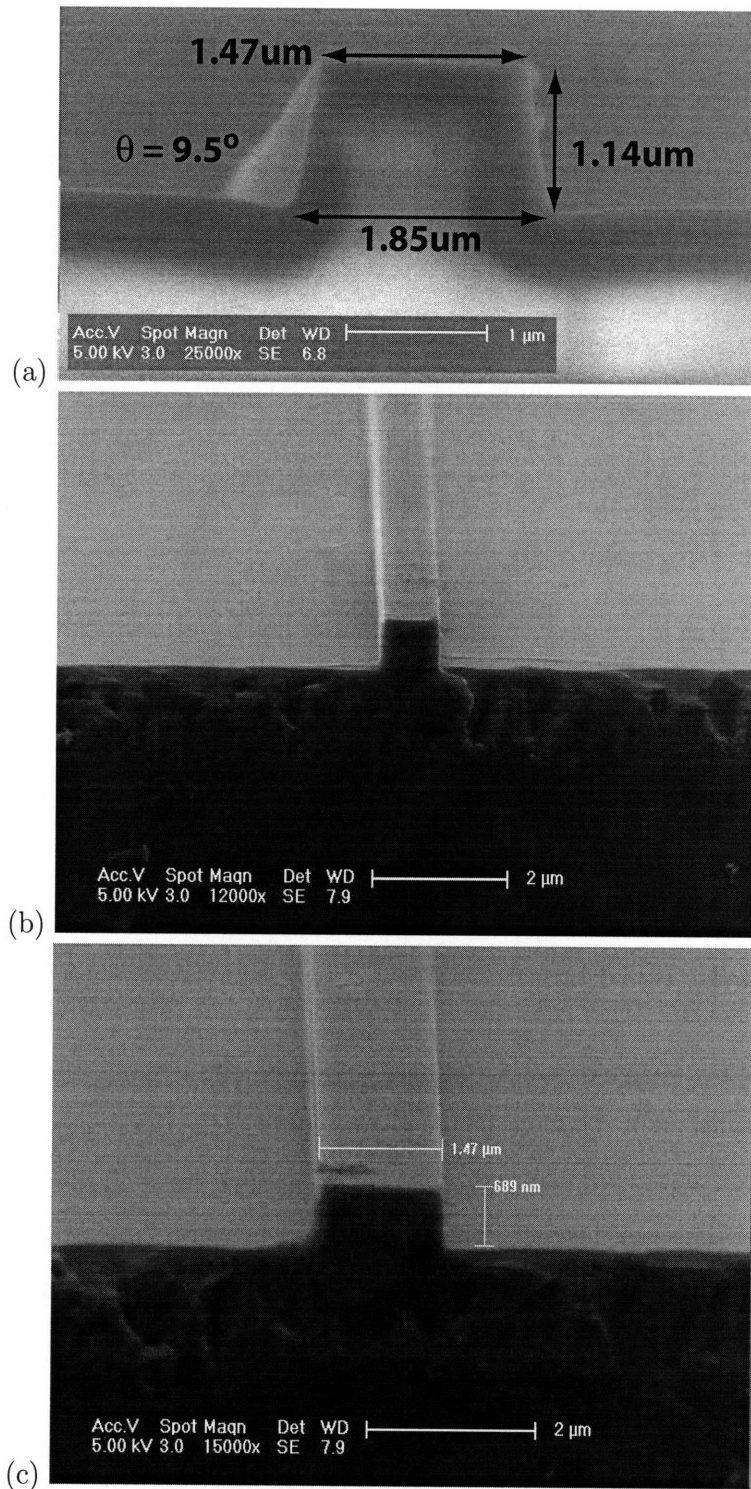 1.47um
θ = 9.5°
1.14um
1.85um
Acc.V Spot Magn Det WD 1 µm
5.00 kV 3.0 25000x SE 6.8
(a)
Acc.V Spot Magn Det WD 2 µm
5.00 kV 3.0 12000x SE 7.9
(b)
1.47 µm
689 nm
Acc.V Spot Magn Det WD 2 µm
5.00 kV 3.0 15000x SE 7.9
(c)